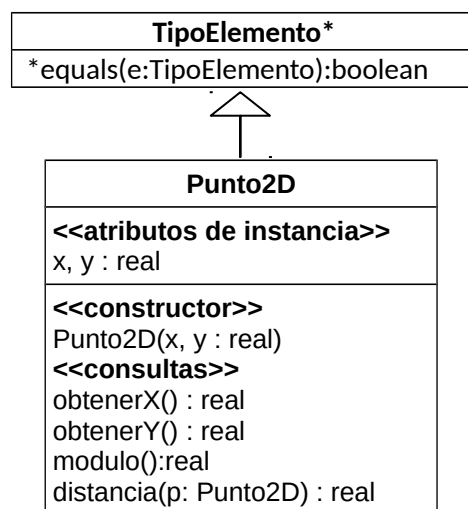 TipoElemento*
*equals(e:TipoElemento):boolean
Punto2D
<<atributos de instancia>>
x, y : real
<<constructor>>
Punto2D(x, y : real)
<<consultas>>
obtenerX() : real
obtenerY() : real
modulo():real
distancia(p: Punto2D) : real